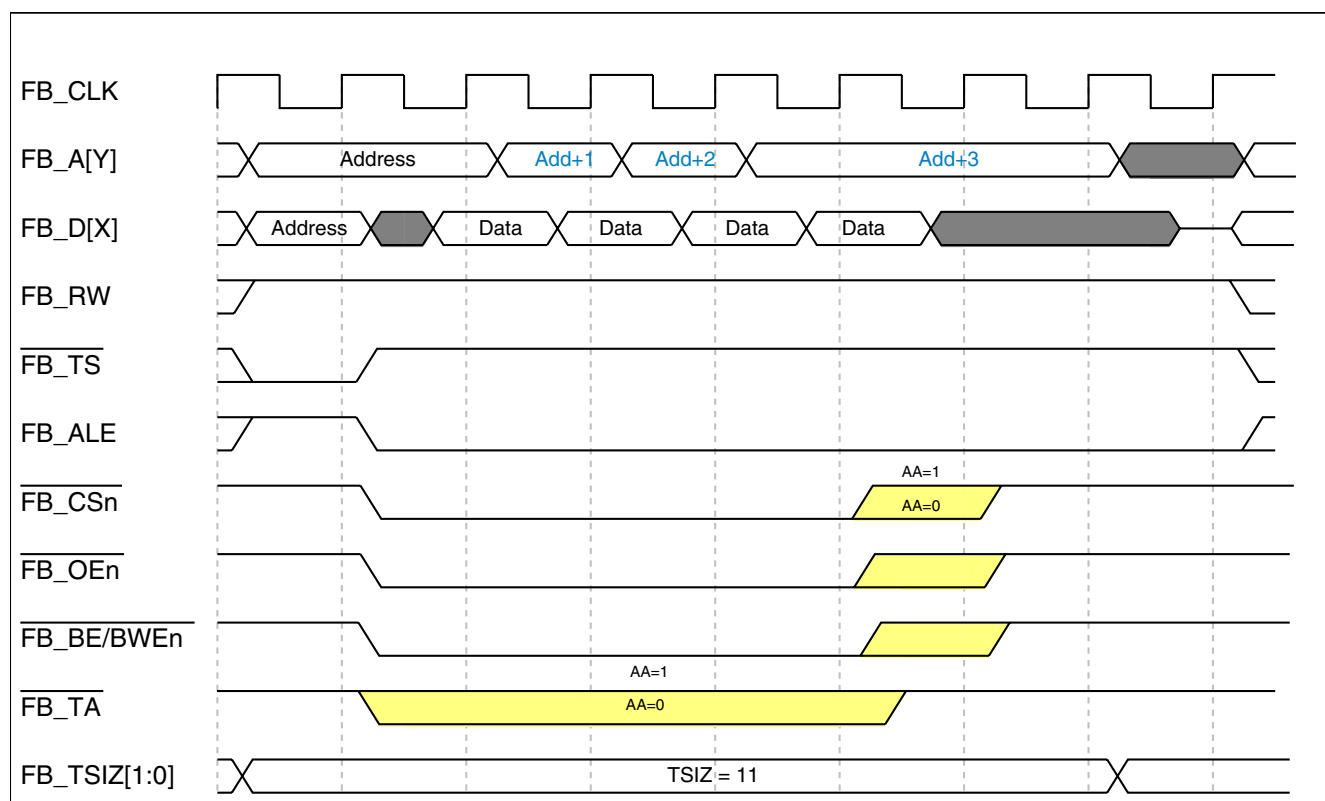 FB_CLK
FB_A[Y] Address Add+1 Add+2 Add+3
FB_D[X] Address Data Data Data Data
FB_RW
FB_TS
FB_ALE
AA=1
FB_CSn AA=0
FB_OEn
FB_BE/BWEn
AA=1
FB_TA AA=0
FB_TSIZ[1:0] TSIZ = 11